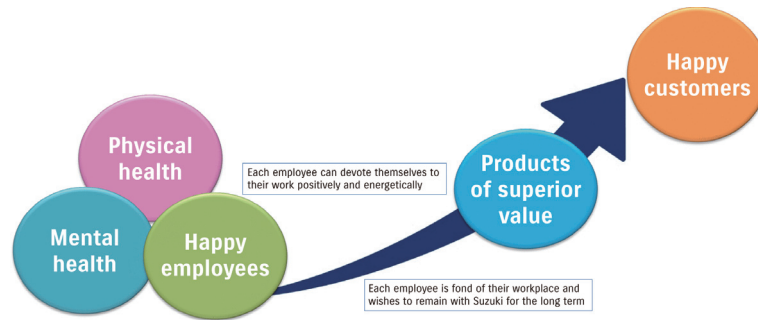 Happy
customers
Physical
health
Each employee can devote themselves to
their work positively and energetically
Products
of superior
value
Mental
health
Happy
employees
Each employee is fond of their workplace and
wishes to remain with Suzuki for the long term